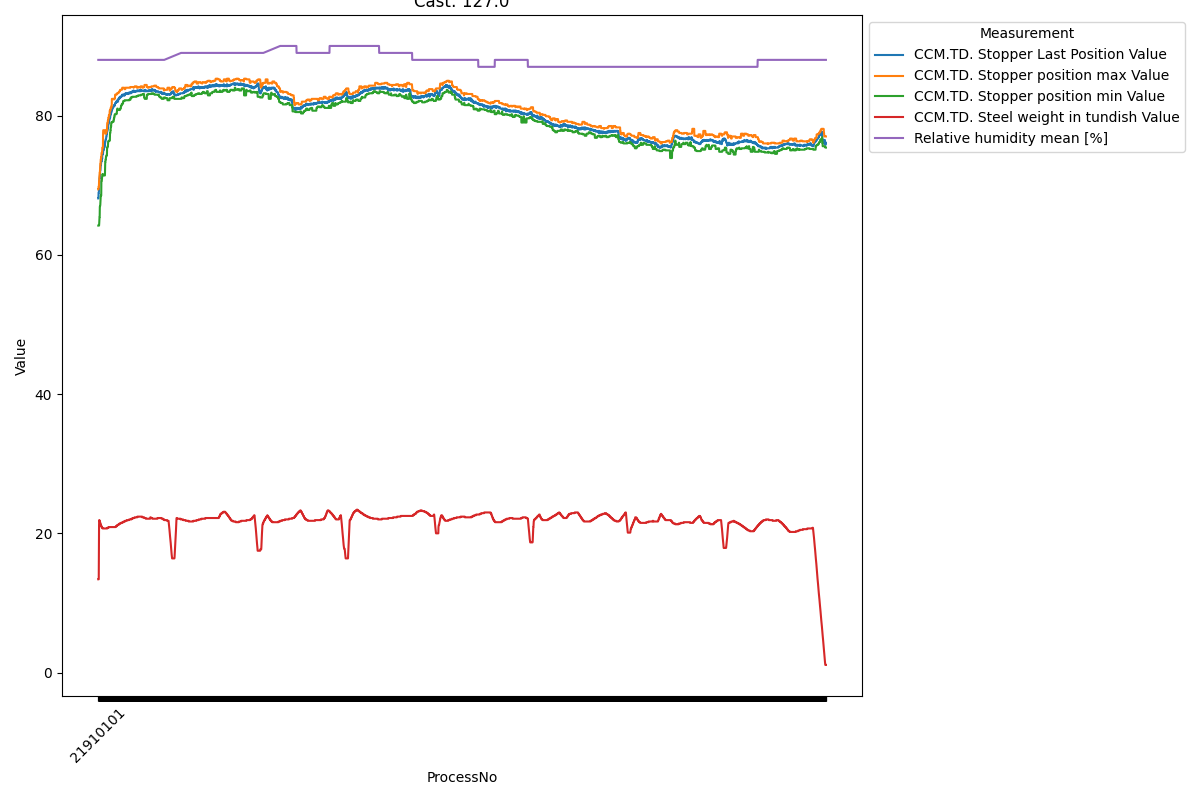 Cast: 127.0
Measurement
CCM.TD. Stopper Last Position Value
CCM.TD. Stopper position max Value
CCM.TD. Stopper position min Value
CCM.TD. Steel weight in tundish Value
Relative humidity mean [%]
80
60
40
20
0
Value
21910101
ProcessNo